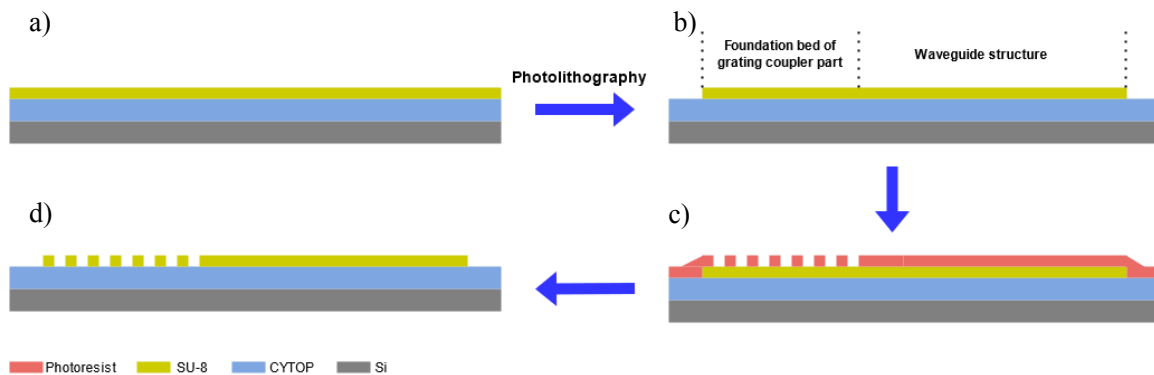 a)
b)
Foundation bed of
grating coupler part
Waveguide structure
Photolithography
d)
c)
Photoresist
SU-8
CYTOP
Si